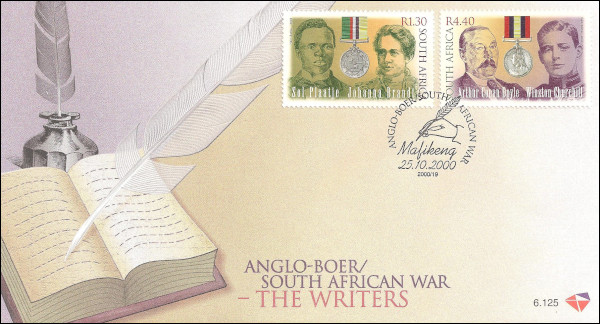 R1.30
SOUTH AFRICA
Sol Plaatje Johanna Brandt
R4.40
SOUTH AFRICA
Arthur Conan Doyle Winston Churchill
ANGLO-BOER/SOUTH AFRICAN WAR
Mafikeng
25.10.2000
2000/19
ANGLO-BOER/
SOUTH AFRICAN WAR
- THE WRITERS
6.125